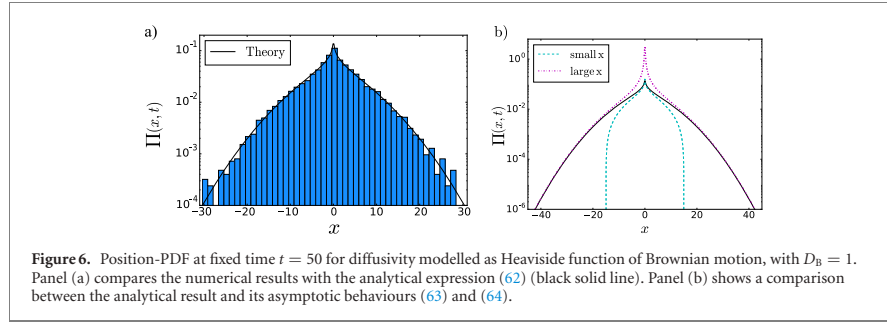 a)
Theory
10⁻¹
10⁻²
10⁻³
10⁻⁴
Π(x, t)
−30 −20 −10 0 10 20 30
x
b)
small x
large x
10⁰
10⁻²
10⁻⁴
10⁻⁶
Π(x, t)
−40 −20 0 20 40
x
Figure 6. Position-PDF at fixed time t = 50 for diffusivity modelled as Heaviside function of Brownian motion, with D_B = 1.
Panel (a) compares the numerical results with the analytical expression (62) (black solid line). Panel (b) shows a comparison
between the analytical result and its asymptotic behaviours (63) and (64).